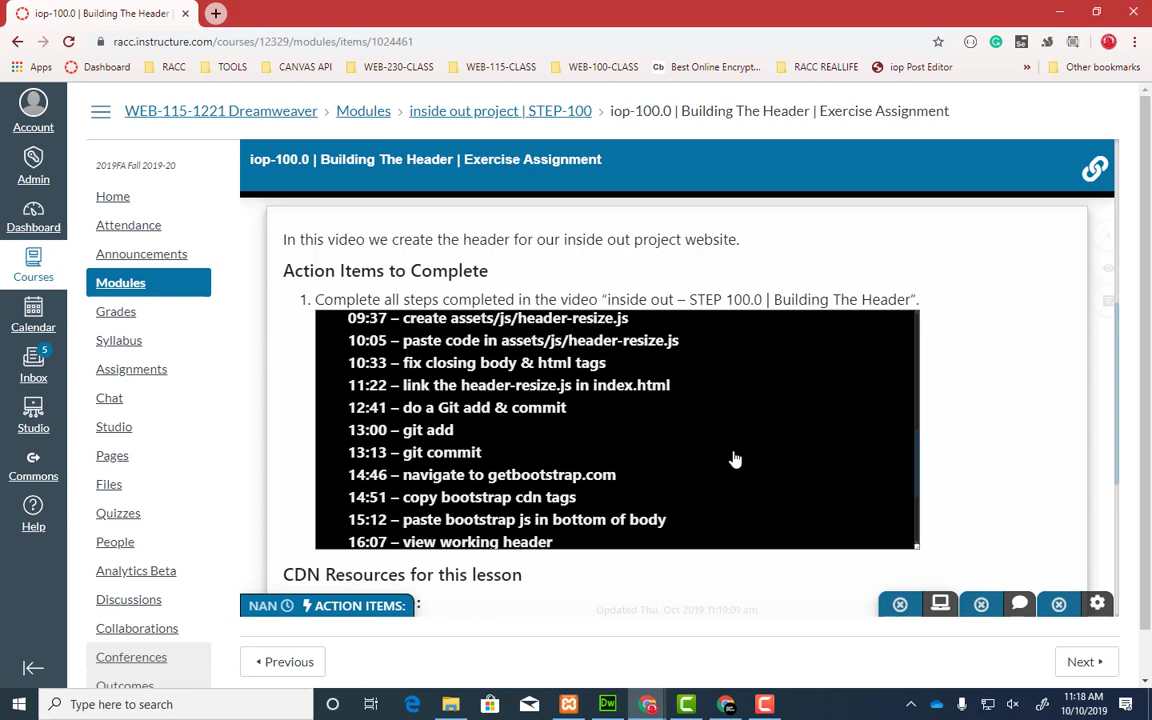 iop-100.0 | Building The Header |
racc.instructure.com/courses/12329/modules/items/1024461
Apps
Dashboard
RACC
TOOLS
CANVAS API
WEB-230-CLASS
WEB-115-CLASS
WEB-100-CLASS
Cb Best Online Encrypt...
RACC REALLIFE
iop Post Editor
»
Other bookmarks
Account
Admin
Dashboard
Courses
Calendar
5
Inbox
Studio
Commons
Help
WEB-115-1221 Dreamweaver › Modules › inside out project | STEP-100 › iop-100.0 | Building The Header | Exercise Assignment
2019FA Fall 2019-20
Home
Attendance
Announcements
Modules
Grades
Syllabus
Assignments
Chat
Studio
Pages
Files
Quizzes
People
Analytics Beta
Discussions
Collaborations
Conferences
Outcomes
iop-100.0 | Building The Header | Exercise Assignment
In this video we create the header for our inside out project website.
Action Items to Complete
1. Complete all steps completed in the video “inside out – STEP 100.0 | Building The Header”.
09:37 – create assets/js/header-resize.js
10:05 – paste code in assets/js/header-resize.js
10:33 – fix closing body & html tags
11:22 – link the header-resize.js in index.html
12:41 – do a Git add & commit
13:00 – git add
13:13 – git commit
14:46 – navigate to getbootstrap.com
14:51 – copy bootstrap cdn tags
15:12 – paste bootstrap js in bottom of body
16:07 – view working header
CDN Resources for this lesson
NAN ACTION ITEMS: :
Updated Thu, Oct 2019 11:19:01 am
Previous
Next
Type here to search
Dw
11:18 AM
10/10/2019